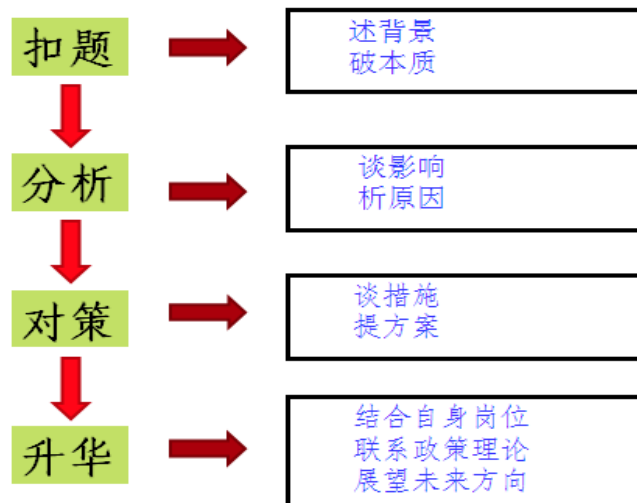 扣题
述背景
破本质
分析
谈影响
析原因
对策
谈措施
提方案
升华
结合自身岗位
联系政策理论
展望未来方向